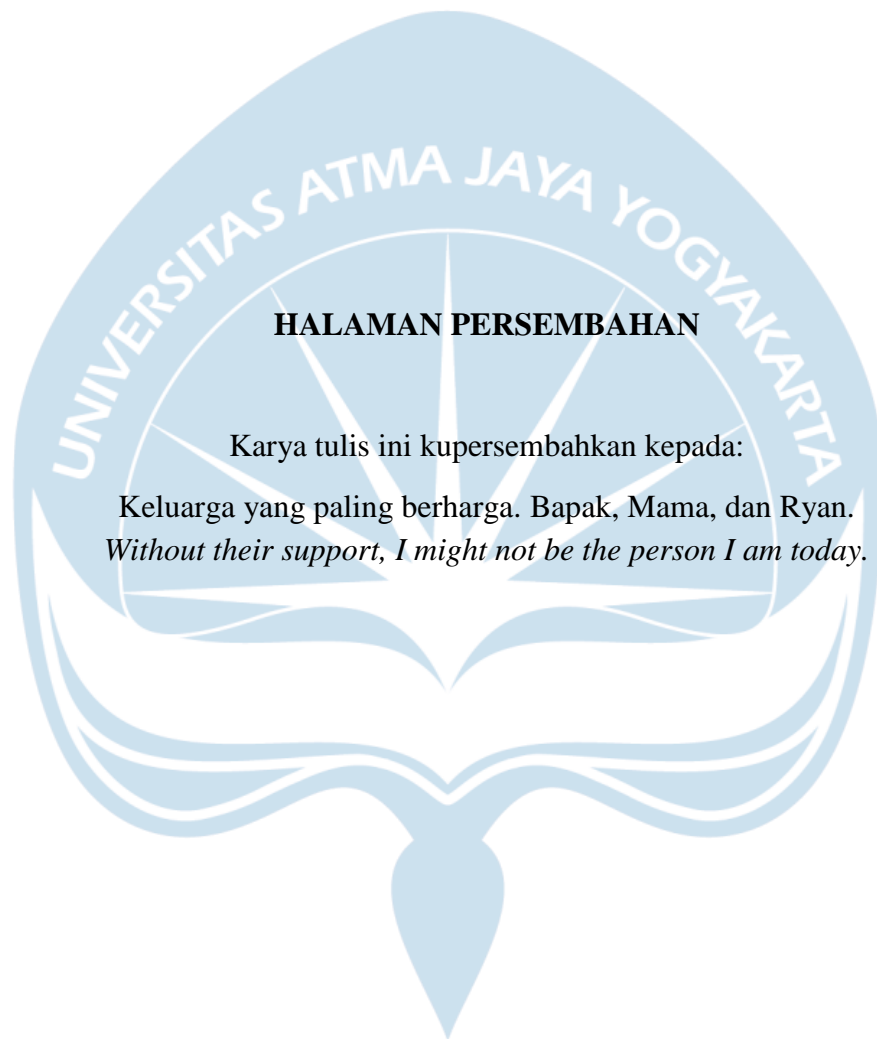 UNIVERSITAS ATMA JAYA YOGYAKARTA
HALAMAN PERSEMBAHAN
Karya tulis ini kupersembahkan kepada:
Keluarga yang paling berharga. Bapak, Mama, dan Ryan.
Without their support, I might not be the person I am today.